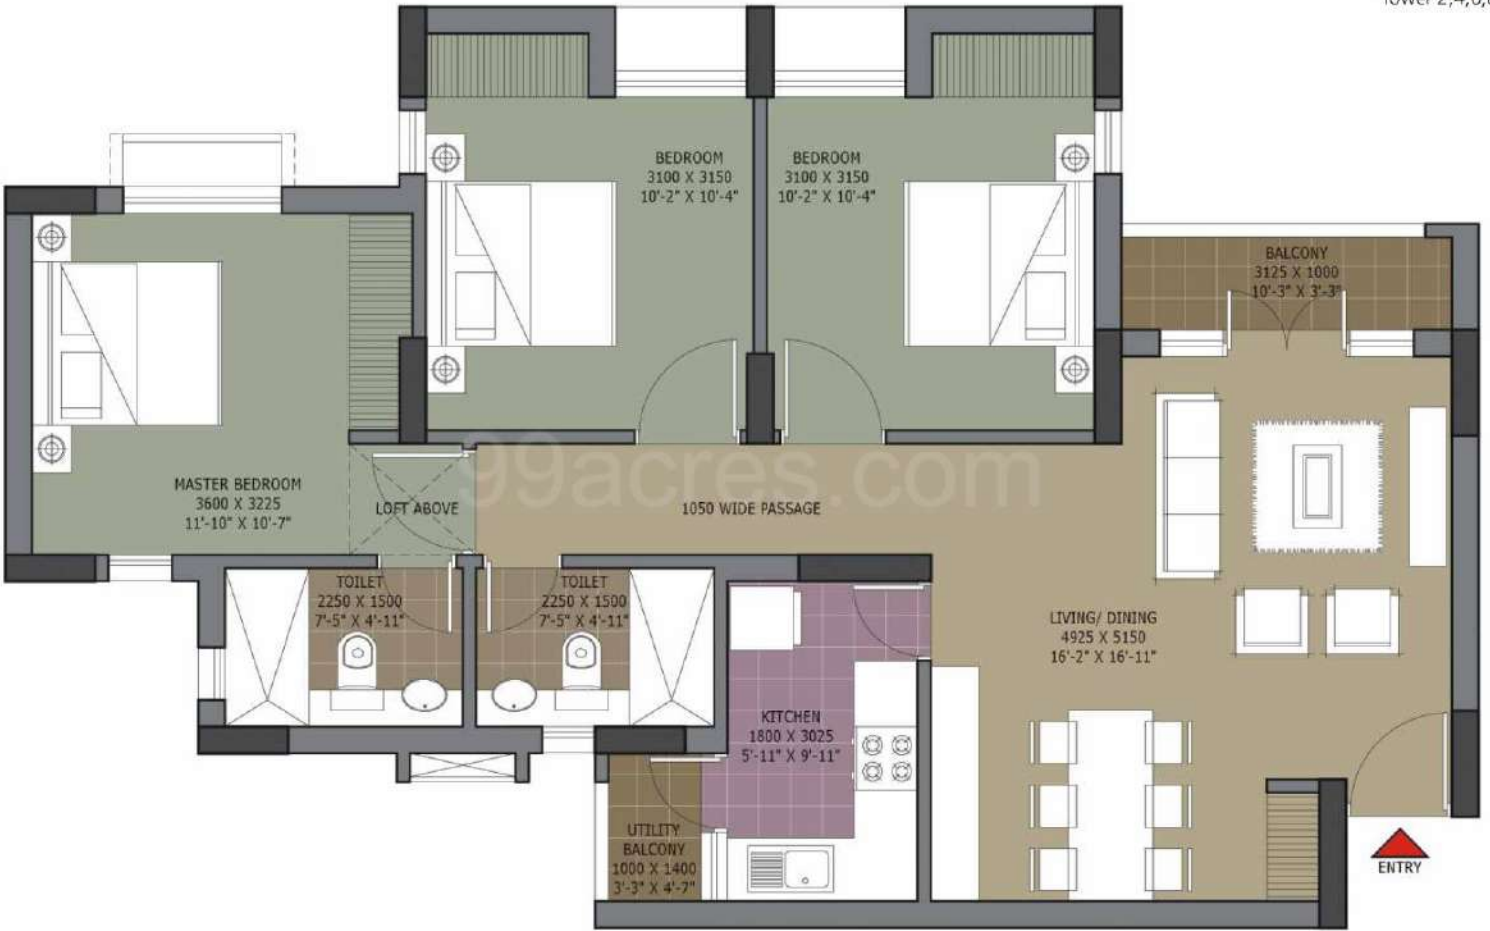 BEDROOM
3100 X 3150
10'-2" X 10'-4"
BEDROOM
3100 X 3150
10'-2" X 10'-4"
BALCONY
3125 X 1000
10'-3" X 3'-3"
MASTER BEDROOM
3600 X 3225
11'-10" X 10'-7"
LOFT ABOVE
1050 WIDE PASSAGE
99acres.com
TOILET
2250 X 1500
7'-5" X 4'-11"
TOILET
2250 X 1500
7'-5" X 4'-11"
LIVING/ DINING
4925 X 5150
16'-2" X 16'-11"
KITCHEN
1800 X 3025
5'-11" X 9'-11"
UTILITY
BALCONY
1000 X 1400
3'-3" X 4'-7"
ENTRY